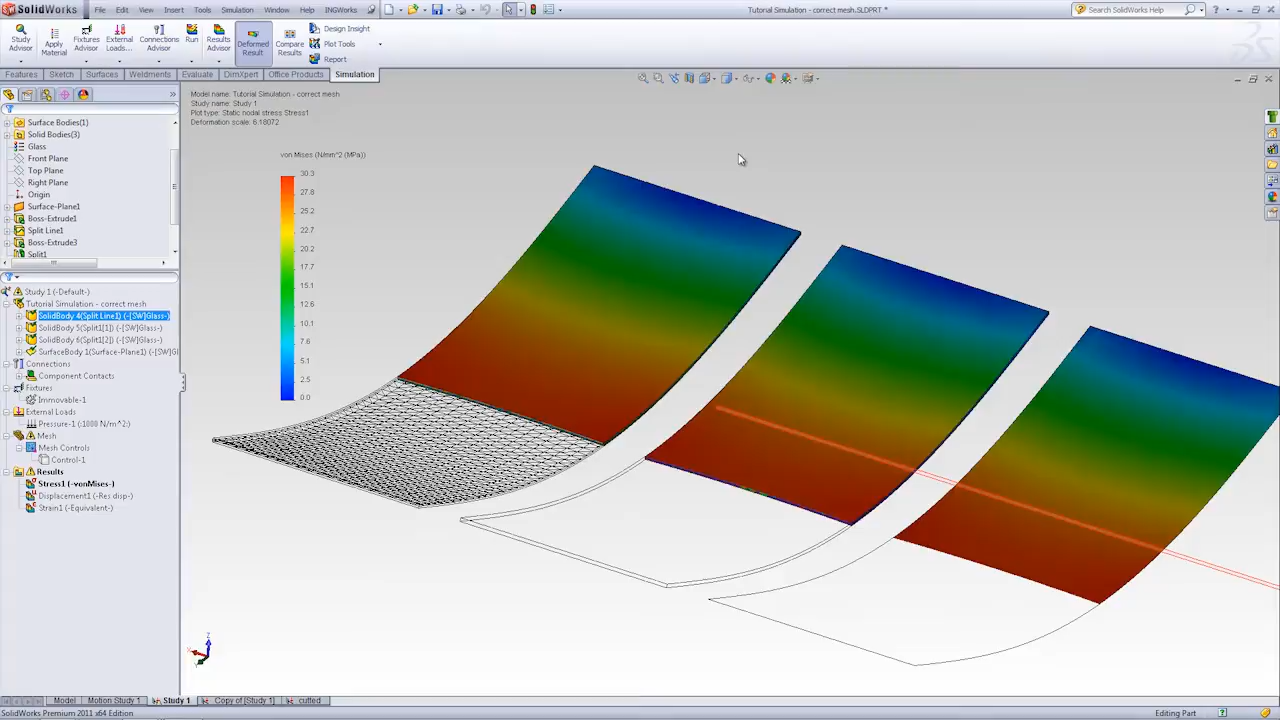 SolidWorks File Edit View Insert Tools Simulation Window INGWorks Help
Tutorial Simulation - correct mesh.SLDPRT *
Search SolidWorks Help
Study Advisor
Apply Material
Fixtures Advisor
External Loads...
Connections Advisor
Run
Results Advisor
Deformed Result
Compare Results
Design Insight
Plot Tools
Report
Features Sketch Surfaces Weldments Evaluate DimXpert Office Products Simulation
Surface Bodies(1)
Solid Bodies(3)
Glass
Front Plane
Top Plane
Right Plane
Origin
Surface-Plane1
Boss-Extrude1
Split Line1
Boss-Extrude3
Split1
Study 1 (-Default-)
Tutorial Simulation - correct mesh
SolidBody 4(Split Line1) (-[SW]Glass-)
SolidBody 5(Split1[1]) (-[SW]Glass-)
SolidBody 6(Split1[2]) (-[SW]Glass-)
SurfaceBody 1(Surface-Plane1) (-[SW]Gl
Connections
Component Contacts
Fixtures
Immovable-1
External Loads
Pressure-1 (:1000 N/m^2:)
Mesh
Mesh Controls
Control-1
Results
Stress1 (-vonMises-)
Displacement1 (-Res disp-)
Strain1 (-Equivalent-)
Model name: Tutorial Simulation - correct mesh
Study name: Study 1
Plot type: Static nodal stress Stress1
Deformation scale: 6.18072
von Mises (N/mm^2 (MPa))
30.3
27.8
25.2
22.7
20.2
17.7
15.1
12.6
10.1
7.6
5.1
2.5
0.0
Z
X
Y
Model Motion Study 1 Study 1 Copy of [Study 1] cutted
SolidWorks Premium 2011 x64 Edition
Editing Part